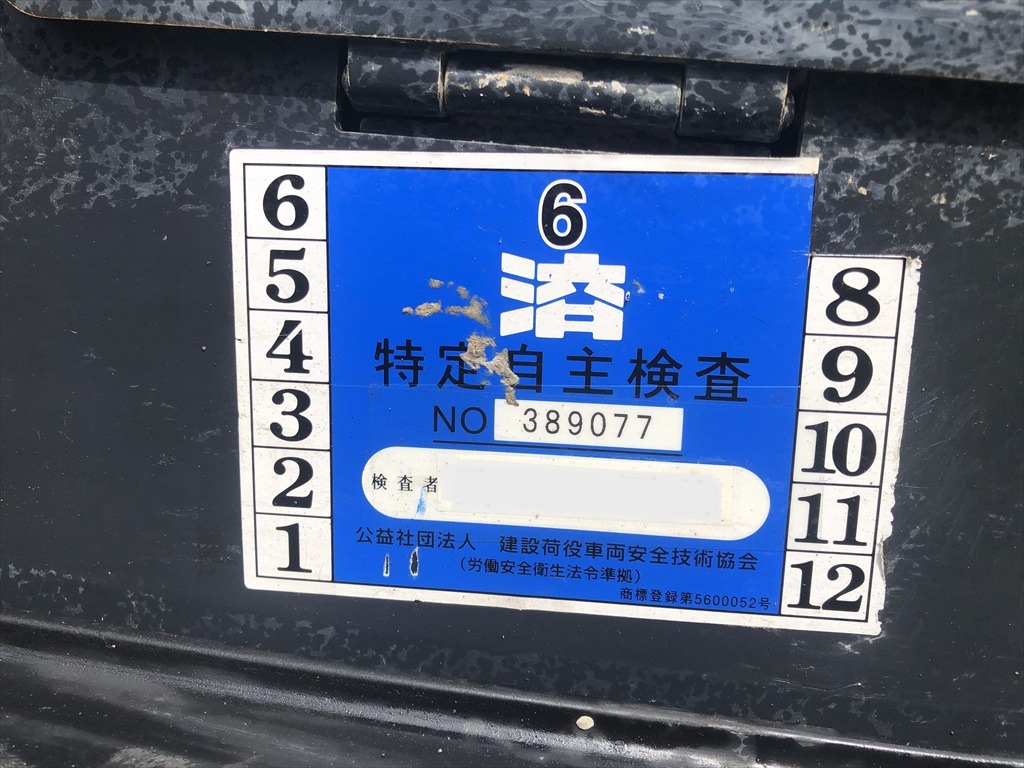 6
5
4
3
2
1
6
済
特定自主検査
NO 389077
検査者
公益社団法人 建設荷役車両安全技術協会
(労働安全衛生法令準拠)
商標登録第5600052号
8
9
10
11
12